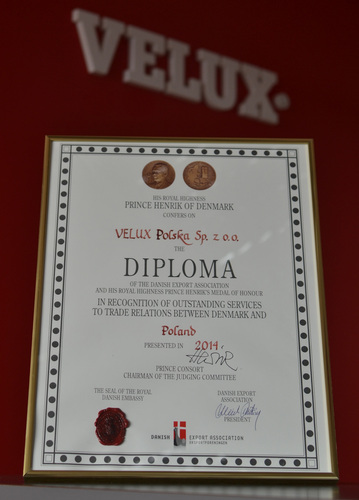 VELUX
HIS ROYAL HIGHNESS
PRINCE HENRIK OF DENMARK
CONFERS ON
VELUX Polska Sp. z o.o.
THE
DIPLOMA
OF THE DANISH EXPORT ASSOCIATION
AND HIS ROYAL HIGHNESS PRINCE HENRIK'S MEDAL OF HONOUR
IN RECOGNITION OF OUTSTANDING SERVICES
TO TRADE RELATIONS BETWEEN DENMARK AND
Poland
PRESENTED IN 2014.
PRINCE CONSORT
CHAIRMAN OF THE JUDGING COMMITTEE
THE SEAL OF THE ROYAL
DANISH EMBASSY
DANISH EXPORT
ASSOCIATION
PRESIDENT
DANISH EXPORT ASSOCIATION